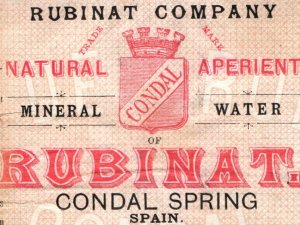 RUBINAT COMPANY
TRADE MARK
NATURAL APERIENT
CONDAL
MINERAL WATER
OF
RUBINAT.
CONDAL SPRING
SPAIN.